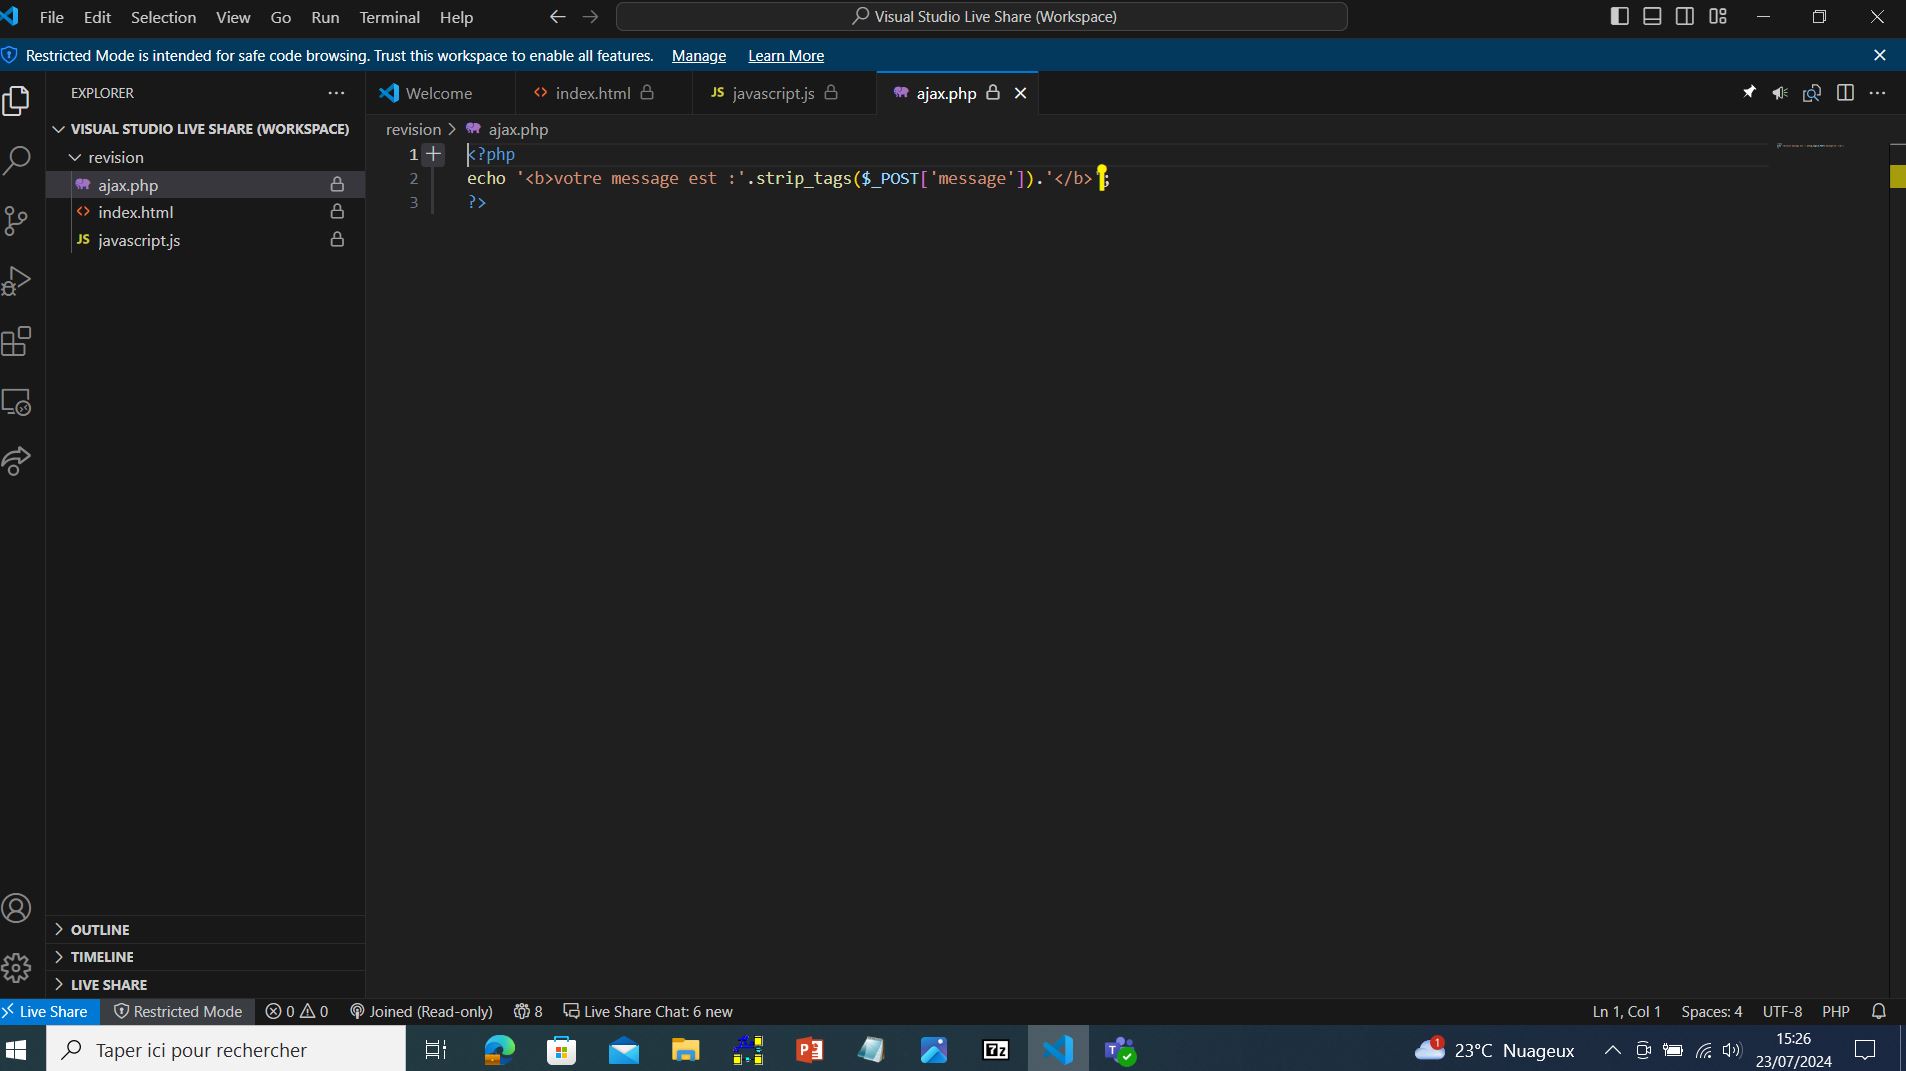 File Edit Selection View Go Run Terminal Help
Visual Studio Live Share (Workspace)
Restricted Mode is intended for safe code browsing. Trust this workspace to enable all features. Manage Learn More
EXPLORER
Welcome
index.html
JS javascript.js
ajax.php
VISUAL STUDIO LIVE SHARE (WORKSPACE)
revision
ajax.php
index.html
JS javascript.js
revision > ajax.php
1 <?php
2 echo '<b>votre message est :'.strip_tags($_POST['message']).'</b>';
3 ?>
OUTLINE
TIMELINE
LIVE SHARE
Live Share Restricted Mode 0 0 Joined (Read-only) 8 Live Share Chat: 6 new Ln 1, Col 1 Spaces: 4 UTF-8 PHP
Taper ici pour rechercher
7z
1 23°C Nuageux
15:26
23/07/2024